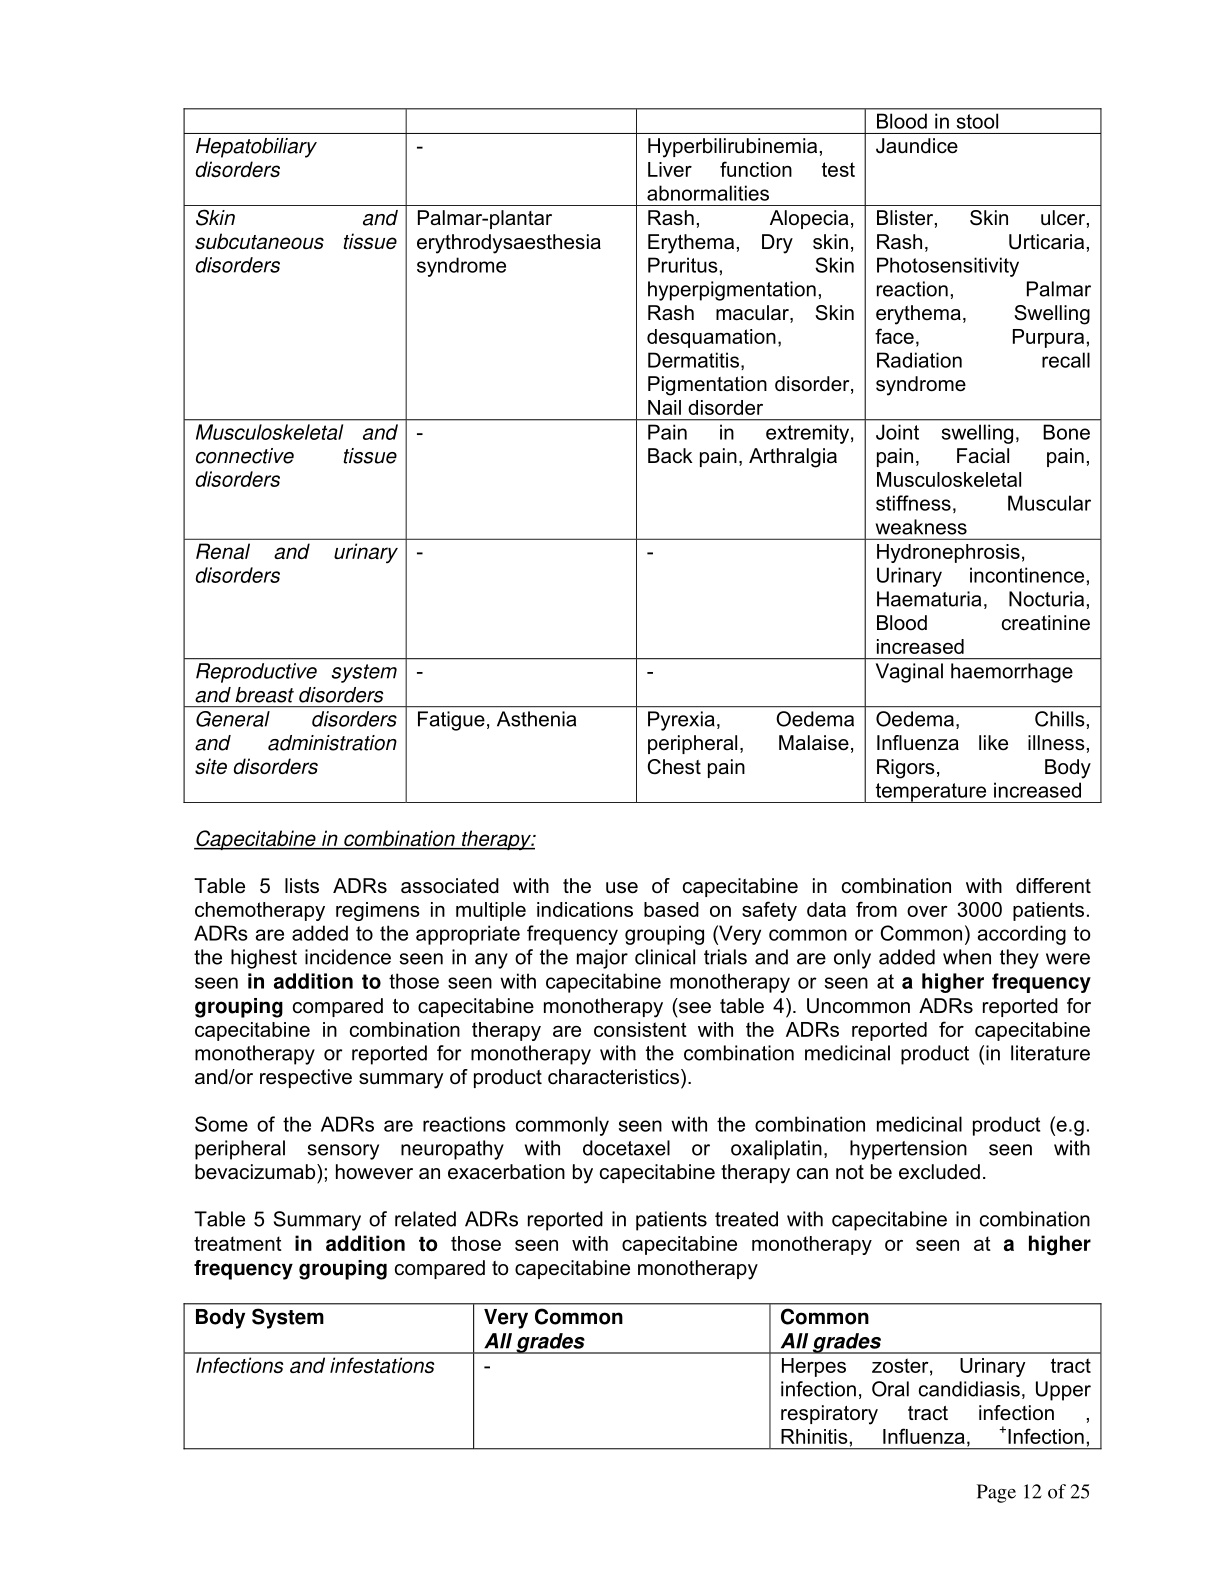 Blood in stool
Hepatobiliary
disorders
-
Hyperbilirubinemia,
Liver function test
abnormalities
Jaundice
Skin and
subcutaneous tissue
disorders
Palmar-plantar
erythrodysaesthesia
syndrome
Rash, Alopecia,
Erythema, Dry skin,
Pruritus, Skin
hyperpigmentation,
Rash macular, Skin
desquamation,
Dermatitis,
Pigmentation disorder,
Nail disorder
Blister, Skin ulcer,
Rash, Urticaria,
Photosensitivity
reaction, Palmar
erythema, Swelling
face, Purpura,
Radiation recall
syndrome
Musculoskeletal and
connective tissue
disorders
-
Pain in extremity,
Back pain, Arthralgia
Joint swelling, Bone
pain, Facial pain,
Musculoskeletal
stiffness, Muscular
weakness
Renal and urinary
disorders
-
-
Hydronephrosis,
Urinary incontinence,
Haematuria, Nocturia,
Blood creatinine
increased
Reproductive system
and breast disorders
-
-
Vaginal haemorrhage
General disorders
and administration
site disorders
Fatigue, Asthenia
Pyrexia, Oedema
peripheral, Malaise,
Chest pain
Oedema, Chills,
Influenza like illness,
Rigors, Body
temperature increased
Capecitabine in combination therapy:
Table 5 lists ADRs associated with the use of capecitabine in combination with different
chemotherapy regimens in multiple indications based on safety data from over 3000 patients.
ADRs are added to the appropriate frequency grouping (Very common or Common) according to
the highest incidence seen in any of the major clinical trials and are only added when they were
seen in addition to those seen with capecitabine monotherapy or seen at a higher frequency
grouping compared to capecitabine monotherapy (see table 4). Uncommon ADRs reported for
capecitabine in combination therapy are consistent with the ADRs reported for capecitabine
monotherapy or reported for monotherapy with the combination medicinal product (in literature
and/or respective summary of product characteristics).
Some of the ADRs are reactions commonly seen with the combination medicinal product (e.g.
peripheral sensory neuropathy with docetaxel or oxaliplatin, hypertension seen with
bevacizumab); however an exacerbation by capecitabine therapy can not be excluded.
Table 5 Summary of related ADRs reported in patients treated with capecitabine in combination
treatment in addition to those seen with capecitabine monotherapy or seen at a higher
frequency grouping compared to capecitabine monotherapy
Body System
Very Common
All grades
Common
All grades
Infections and infestations
-
Herpes zoster, Urinary tract
infection, Oral candidiasis, Upper
respiratory tract infection ,
Rhinitis, Influenza, +Infection,
Page 12 of 25